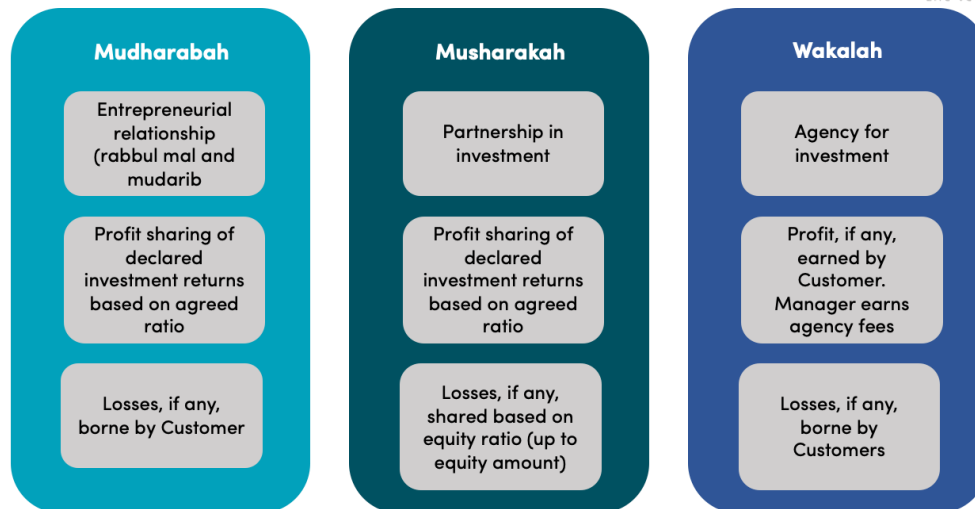 Mudharabah
Entrepreneurial
relationship
(rabbul mal and
mudarib
Profit sharing of
declared
investment returns
based on agreed
ratio
Losses, if any,
borne by Customer
Musharakah
Partnership in
investment
Profit sharing of
declared
investment returns
based on agreed
ratio
Losses, if any,
shared based on
equity ratio (up to
equity amount)
Wakalah
Agency for
investment
Profit, if any,
earned by
Customer.
Manager earns
agency fees
Losses, if any,
borne by
Customers